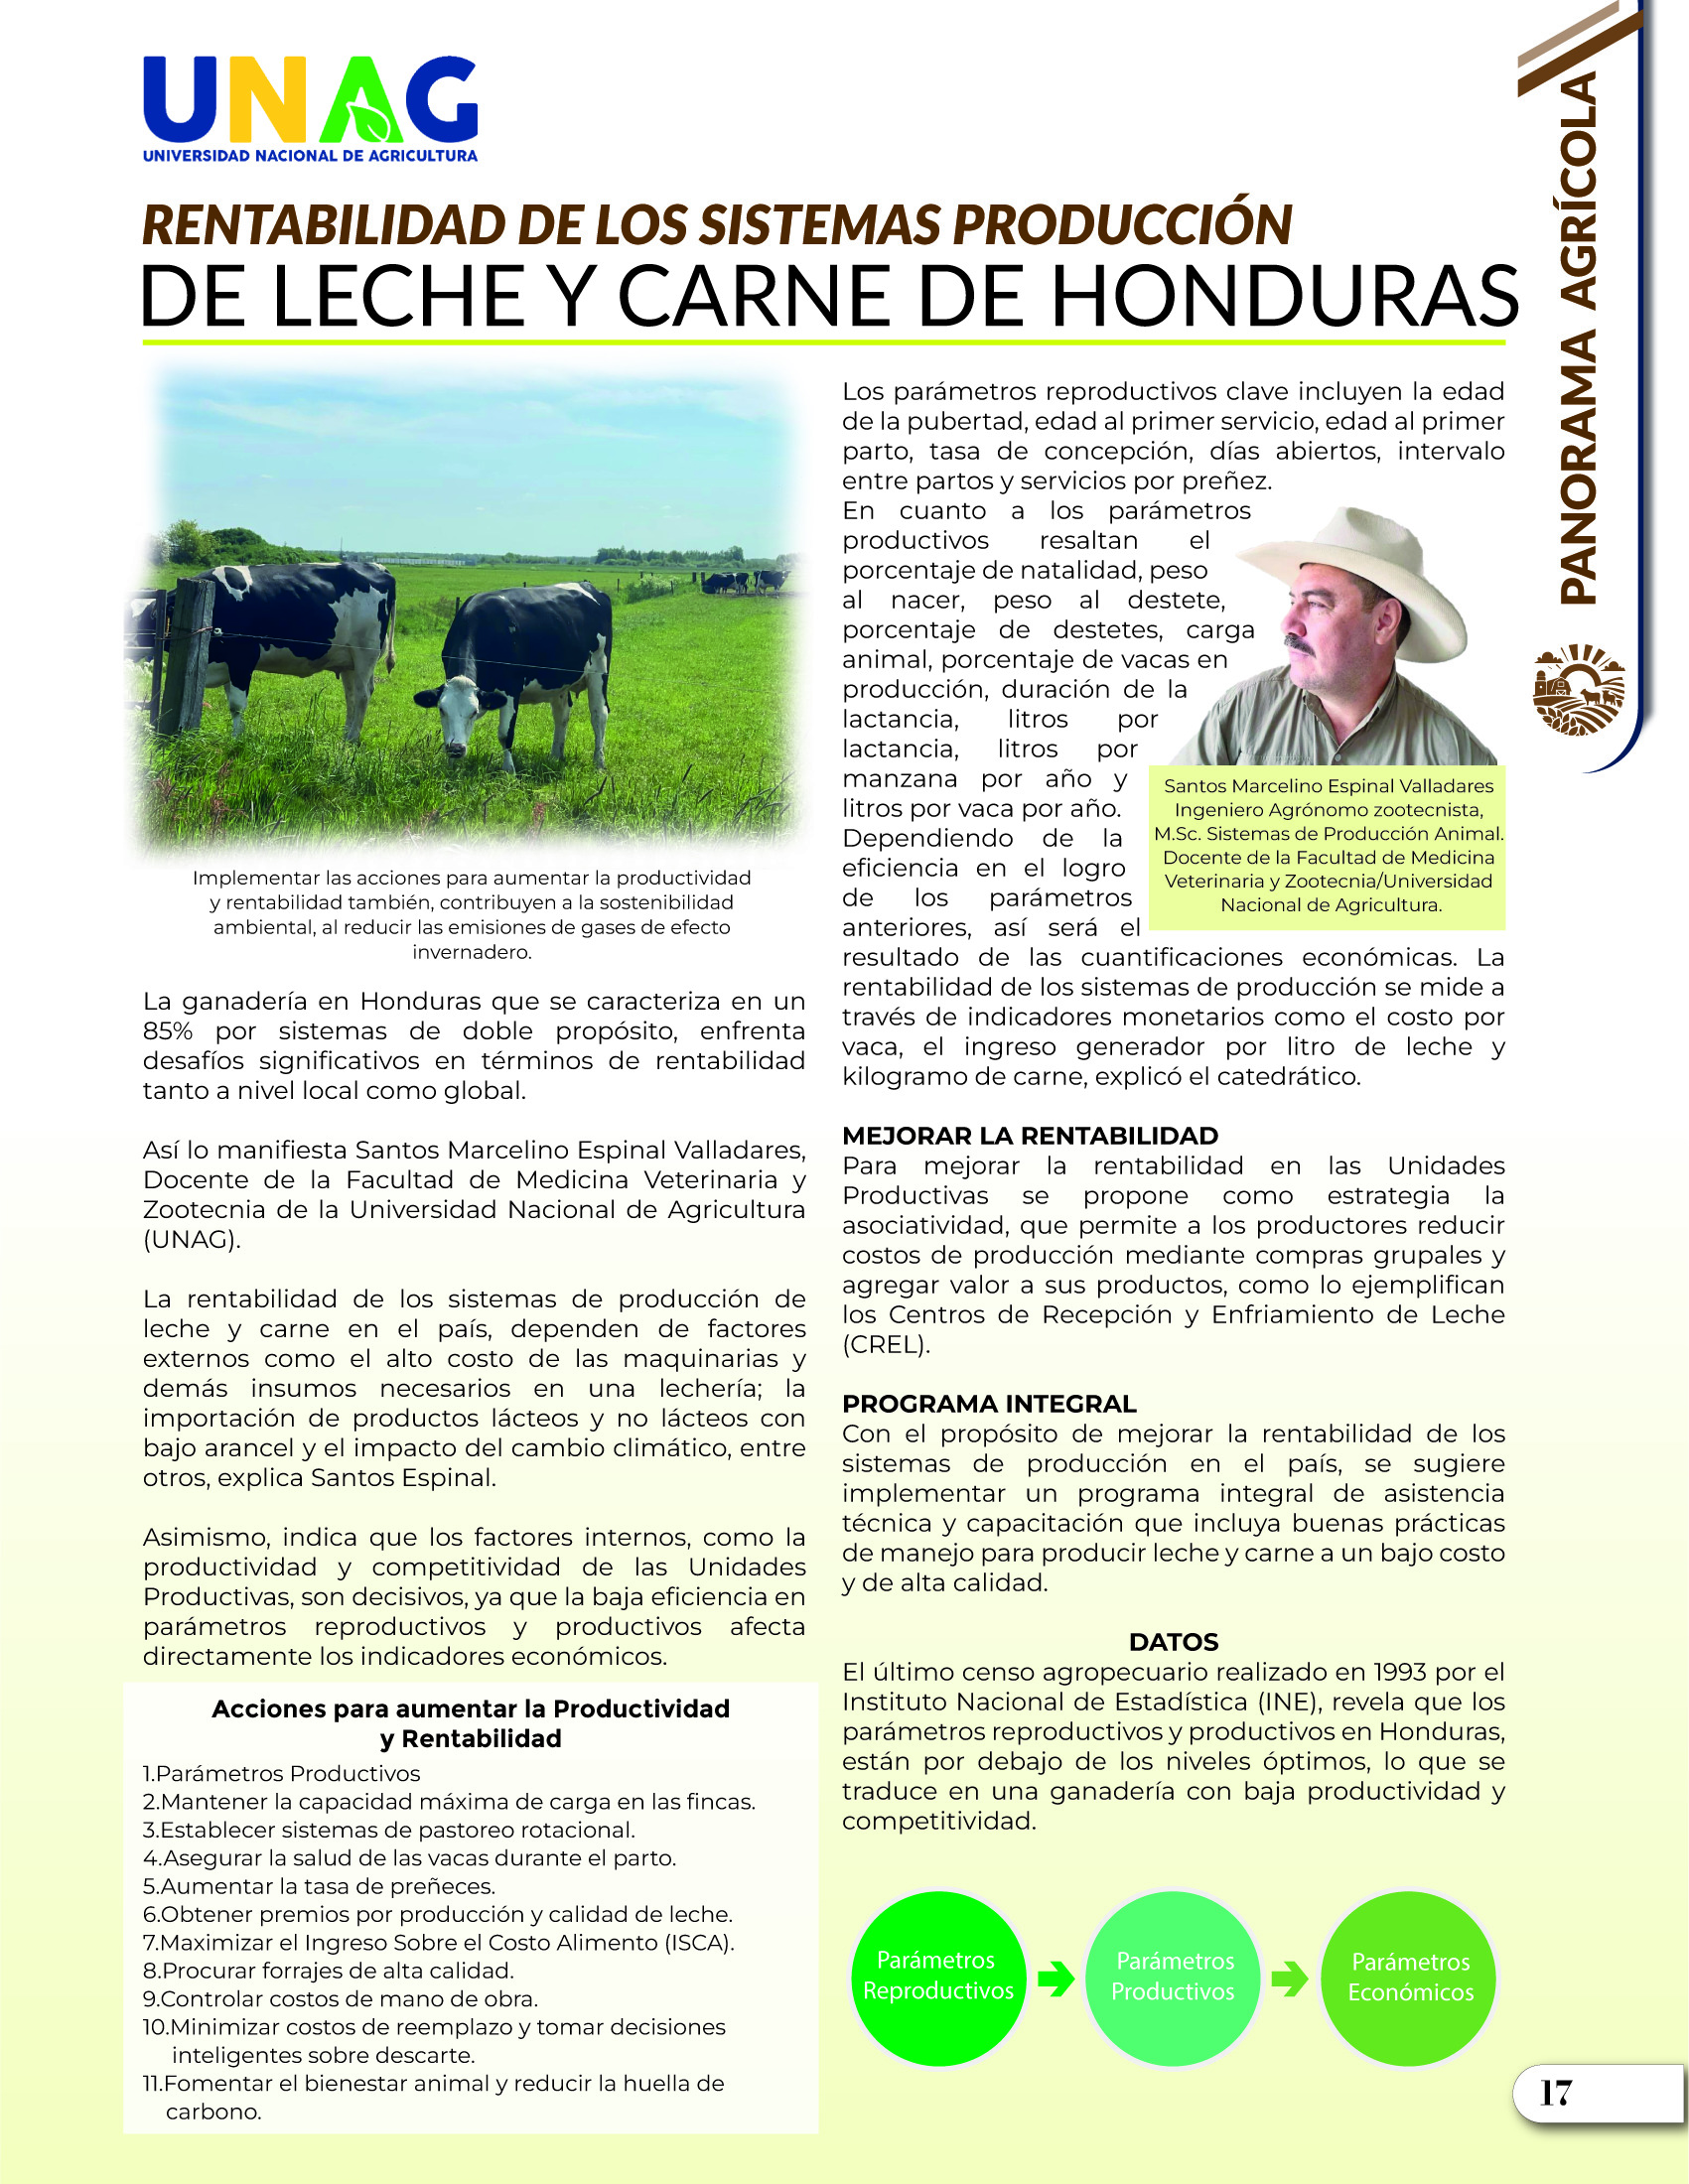 UNAG
UNIVERSIDAD NACIONAL DE AGRICULTURA
RENTABILIDAD DE LOS SISTEMAS PRODUCCIÓN
DE LECHE Y CARNE DE HONDURAS
PANORAMA AGRÍCOLA
Implementar las acciones para aumentar la productividad
y rentabilidad también, contribuyen a la sostenibilidad
ambiental, al reducir las emisiones de gases de efecto
invernadero.
La ganadería en Honduras que se caracteriza en un
85% por sistemas de doble propósito, enfrenta
desafíos significativos en términos de rentabilidad
tanto a nivel local como global.
Así lo manifiesta Santos Marcelino Espinal Valladares,
Docente de la Facultad de Medicina Veterinaria y
Zootecnia de la Universidad Nacional de Agricultura
(UNAG).
La rentabilidad de los sistemas de producción de
leche y carne en el país, dependen de factores
externos como el alto costo de las maquinarias y
demás insumos necesarios en una lechería; la
importación de productos lácteos y no lácteos con
bajo arancel y el impacto del cambio climático, entre
otros, explica Santos Espinal.
Asimismo, indica que los factores internos, como la
productividad y competitividad de las Unidades
Productivas, son decisivos, ya que la baja eficiencia en
parámetros reproductivos y productivos afecta
directamente los indicadores económicos.
Acciones para aumentar la Productividad
y Rentabilidad
1.Parámetros Productivos
2.Mantener la capacidad máxima de carga en las fincas.
3.Establecer sistemas de pastoreo rotacional.
4.Asegurar la salud de las vacas durante el parto.
5.Aumentar la tasa de preñeces.
6.Obtener premios por producción y calidad de leche.
7.Maximizar el Ingreso Sobre el Costo Alimento (ISCA).
8.Procurar forrajes de alta calidad.
9.Controlar costos de mano de obra.
10.Minimizar costos de reemplazo y tomar decisiones
inteligentes sobre descarte.
11.Fomentar el bienestar animal y reducir la huella de
carbono.
Los parámetros reproductivos clave incluyen la edad
de la pubertad, edad al primer servicio, edad al primer
parto, tasa de concepción, días abiertos, intervalo
entre partos y servicios por preñez.
En cuanto a los parámetros
productivos resaltan el
porcentaje de natalidad, peso
al nacer, peso al destete,
porcentaje de destetes, carga
animal, porcentaje de vacas en
producción, duración de la
lactancia, litros por
lactancia, litros por
manzana por año y
litros por vaca por año.
Dependiendo de la
eficiencia en el logro
de los parámetros
anteriores, así será el
resultado de las cuantificaciones económicas. La
rentabilidad de los sistemas de producción se mide a
través de indicadores monetarios como el costo por
vaca, el ingreso generador por litro de leche y
kilogramo de carne, explicó el catedrático.
Santos Marcelino Espinal Valladares
Ingeniero Agrónomo zootecnista,
M.Sc. Sistemas de Producción Animal.
Docente de la Facultad de Medicina
Veterinaria y Zootecnia/Universidad
Nacional de Agricultura.
MEJORAR LA RENTABILIDAD
Para mejorar la rentabilidad en las Unidades
Productivas se propone como estrategia la
asociatividad, que permite a los productores reducir
costos de producción mediante compras grupales y
agregar valor a sus productos, como lo ejemplifican
los Centros de Recepción y Enfriamiento de Leche
(CREL).
PROGRAMA INTEGRAL
Con el propósito de mejorar la rentabilidad de los
sistemas de producción en el país, se sugiere
implementar un programa integral de asistencia
técnica y capacitación que incluya buenas prácticas
de manejo para producir leche y carne a un bajo costo
y de alta calidad.
DATOS
El último censo agropecuario realizado en 1993 por el
Instituto Nacional de Estadística (INE), revela que los
parámetros reproductivos y productivos en Honduras,
están por debajo de los niveles óptimos, lo que se
traduce en una ganadería con baja productividad y
competitividad.
Parámetros
Reproductivos
Parámetros
Productivos
Parámetros
Económicos
17